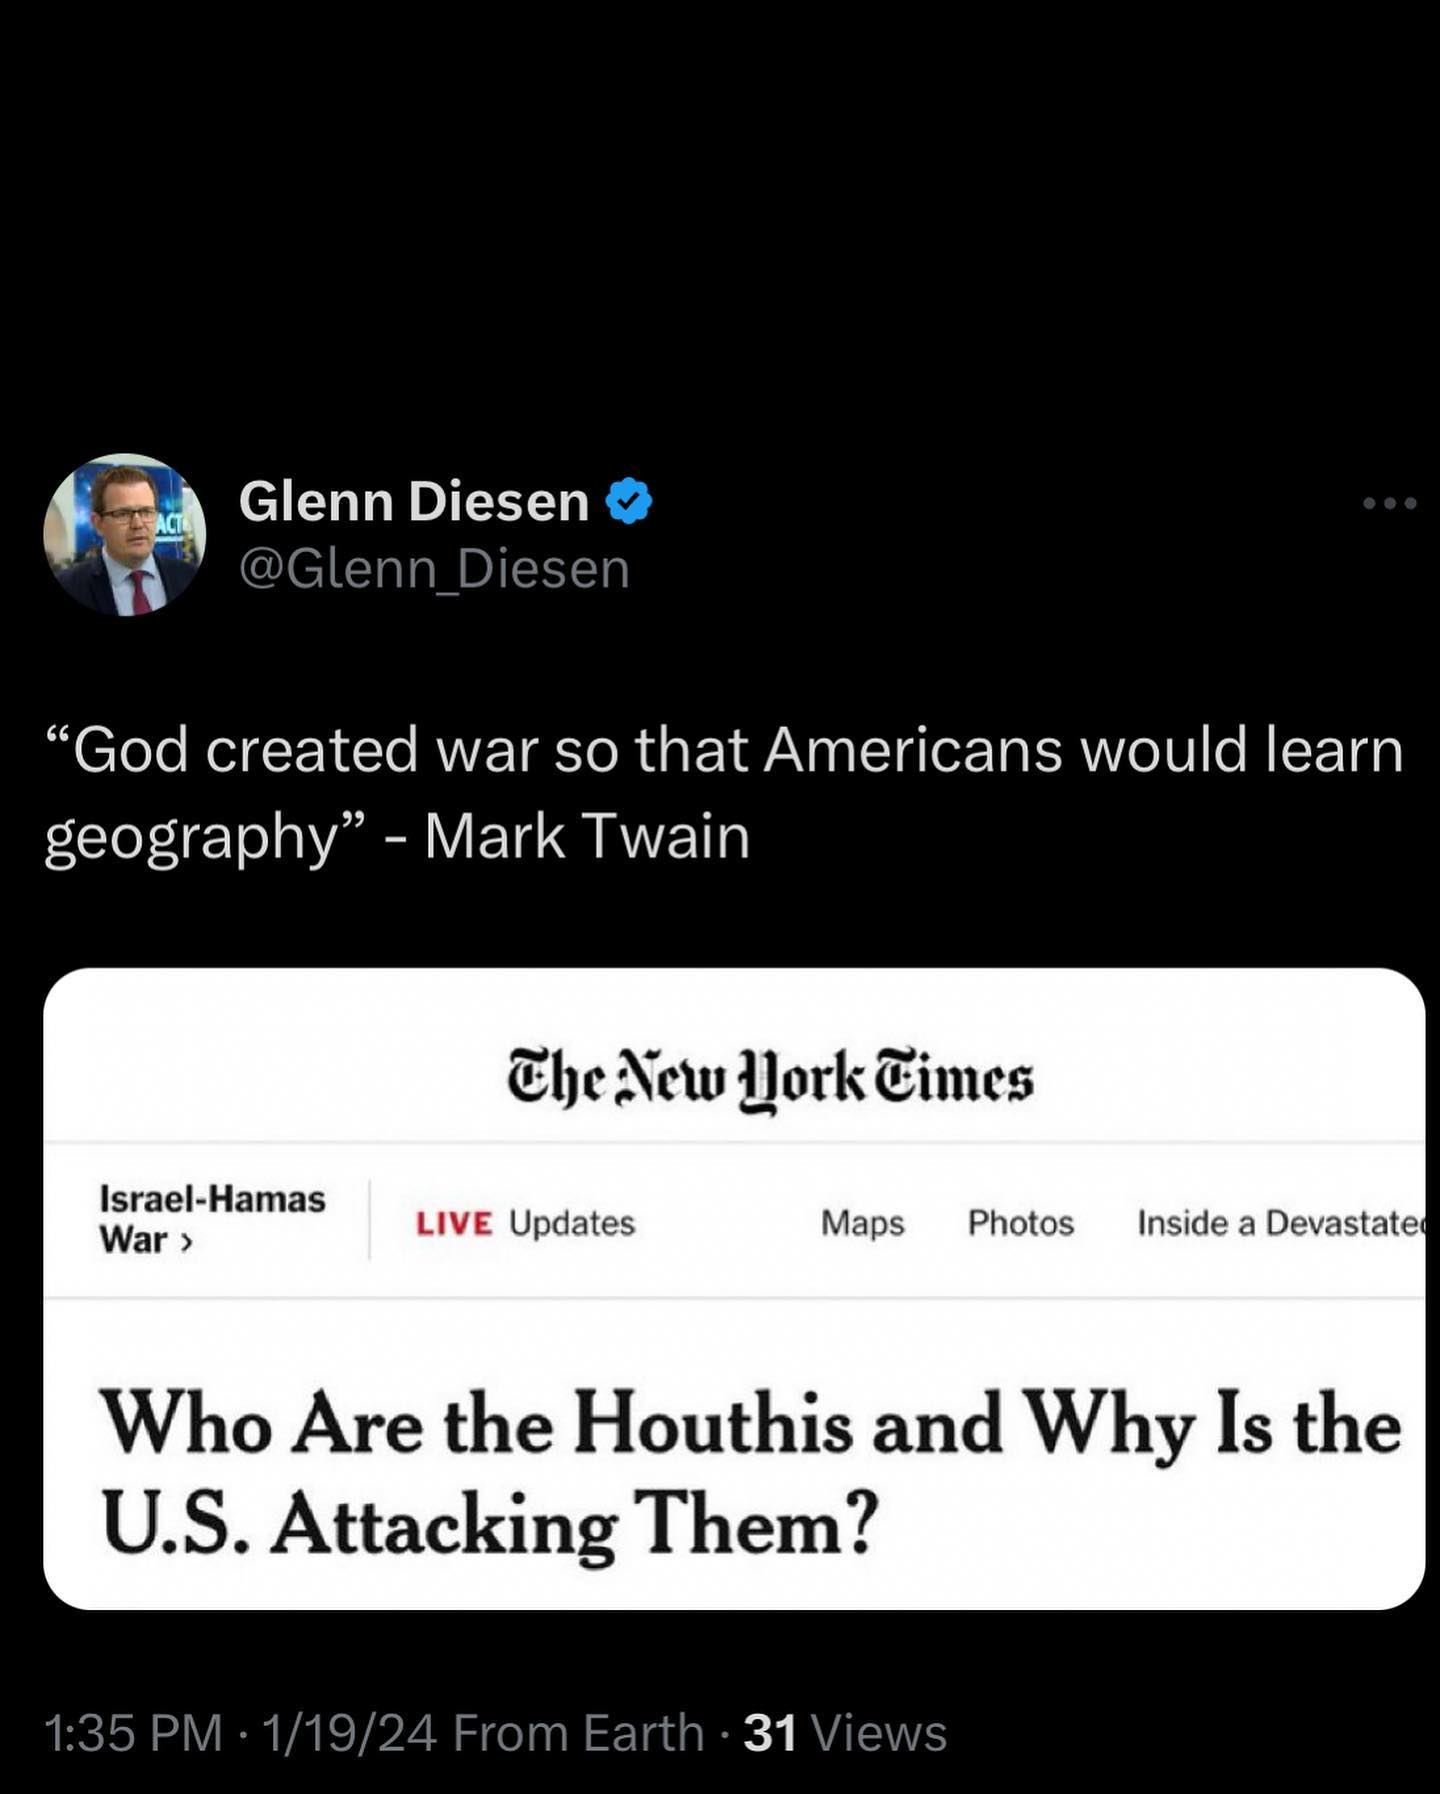 Glenn Diesen
@Glenn_Diesen
“God created war so that Americans would learn
geography” - Mark Twain
The New York Times
Israel-Hamas
War >
LIVE Updates
Maps
Photos
Inside a Devastated
Who Are the Houthis and Why Is the
U.S. Attacking Them?
1:35 PM · 1/19/24 From Earth · 31 Views